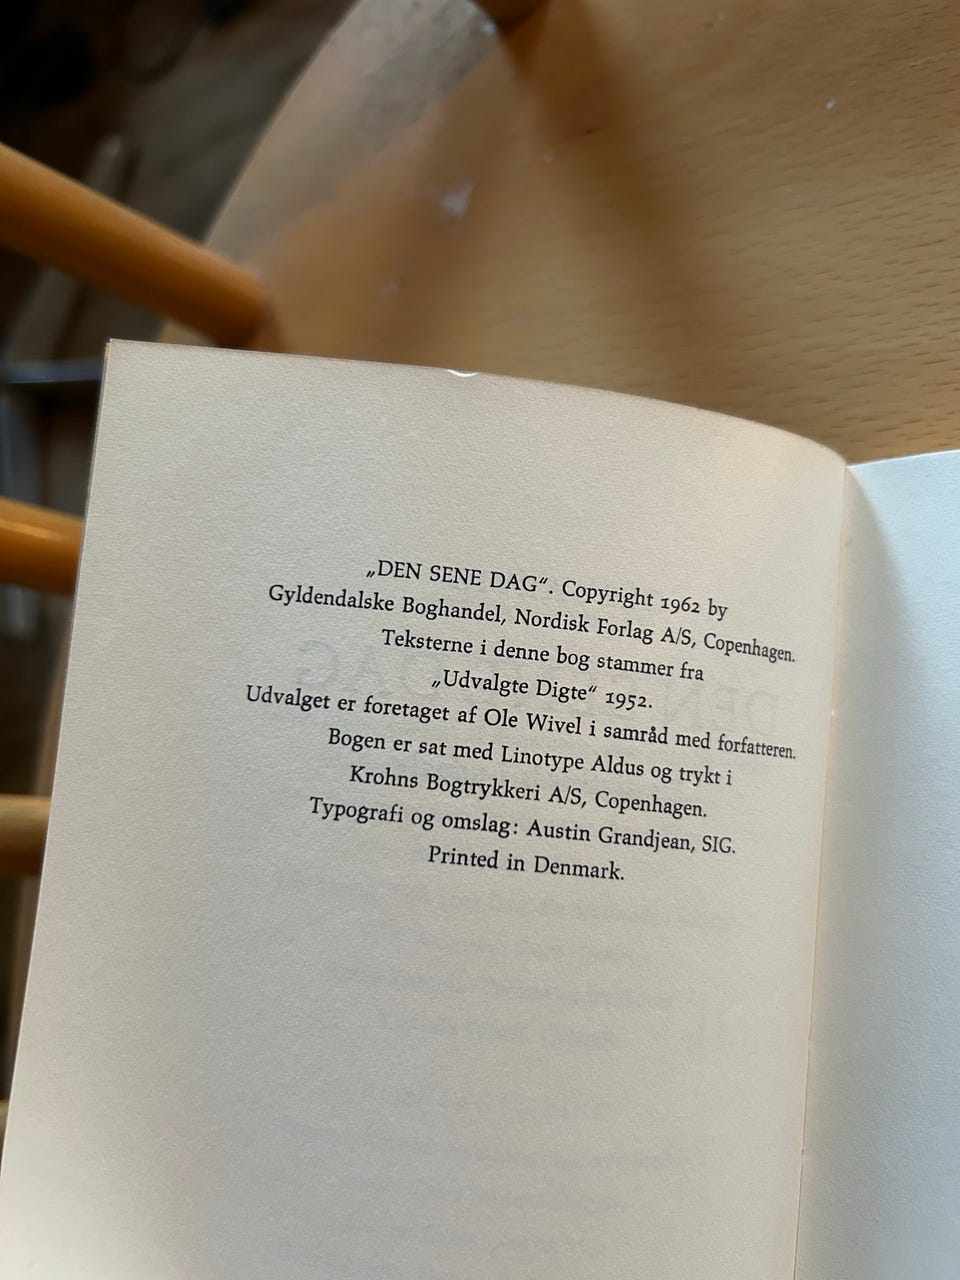 „DEN SENE DAG“. Copyright 1962 by
Gyldendalske Boghandel, Nordisk Forlag A/S, Copenhagen.
Teksterne i denne bog stammer fra
„Udvalgte Digte“ 1952.
Udvalget er foretaget af Ole Wivel i samråd med forfatteren.
Bogen er sat med Linotype Aldus og trykt i
Krohns Bogtrykkeri A/S, Copenhagen.
Typografi og omslag: Austin Grandjean, SIG.
Printed in Denmark.